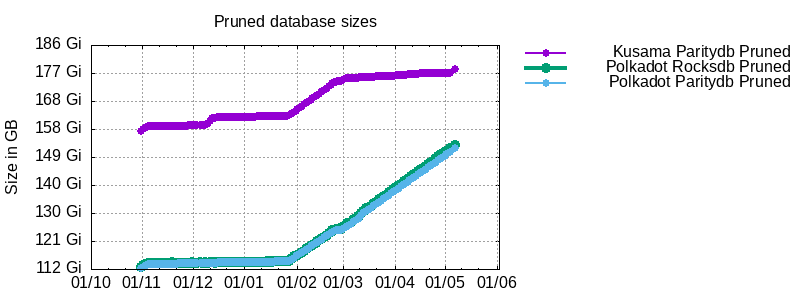 Pruned database sizes
186 Gi
177 Gi
168 Gi
158 Gi
149 Gi
140 Gi
130 Gi
121 Gi
112 Gi
Size in GB
01/10 01/11 01/12 01/01 01/02 01/03 01/04 01/05 01/06
Kusama Paritydb Pruned
Polkadot Rocksdb Pruned
Polkadot Paritydb Pruned